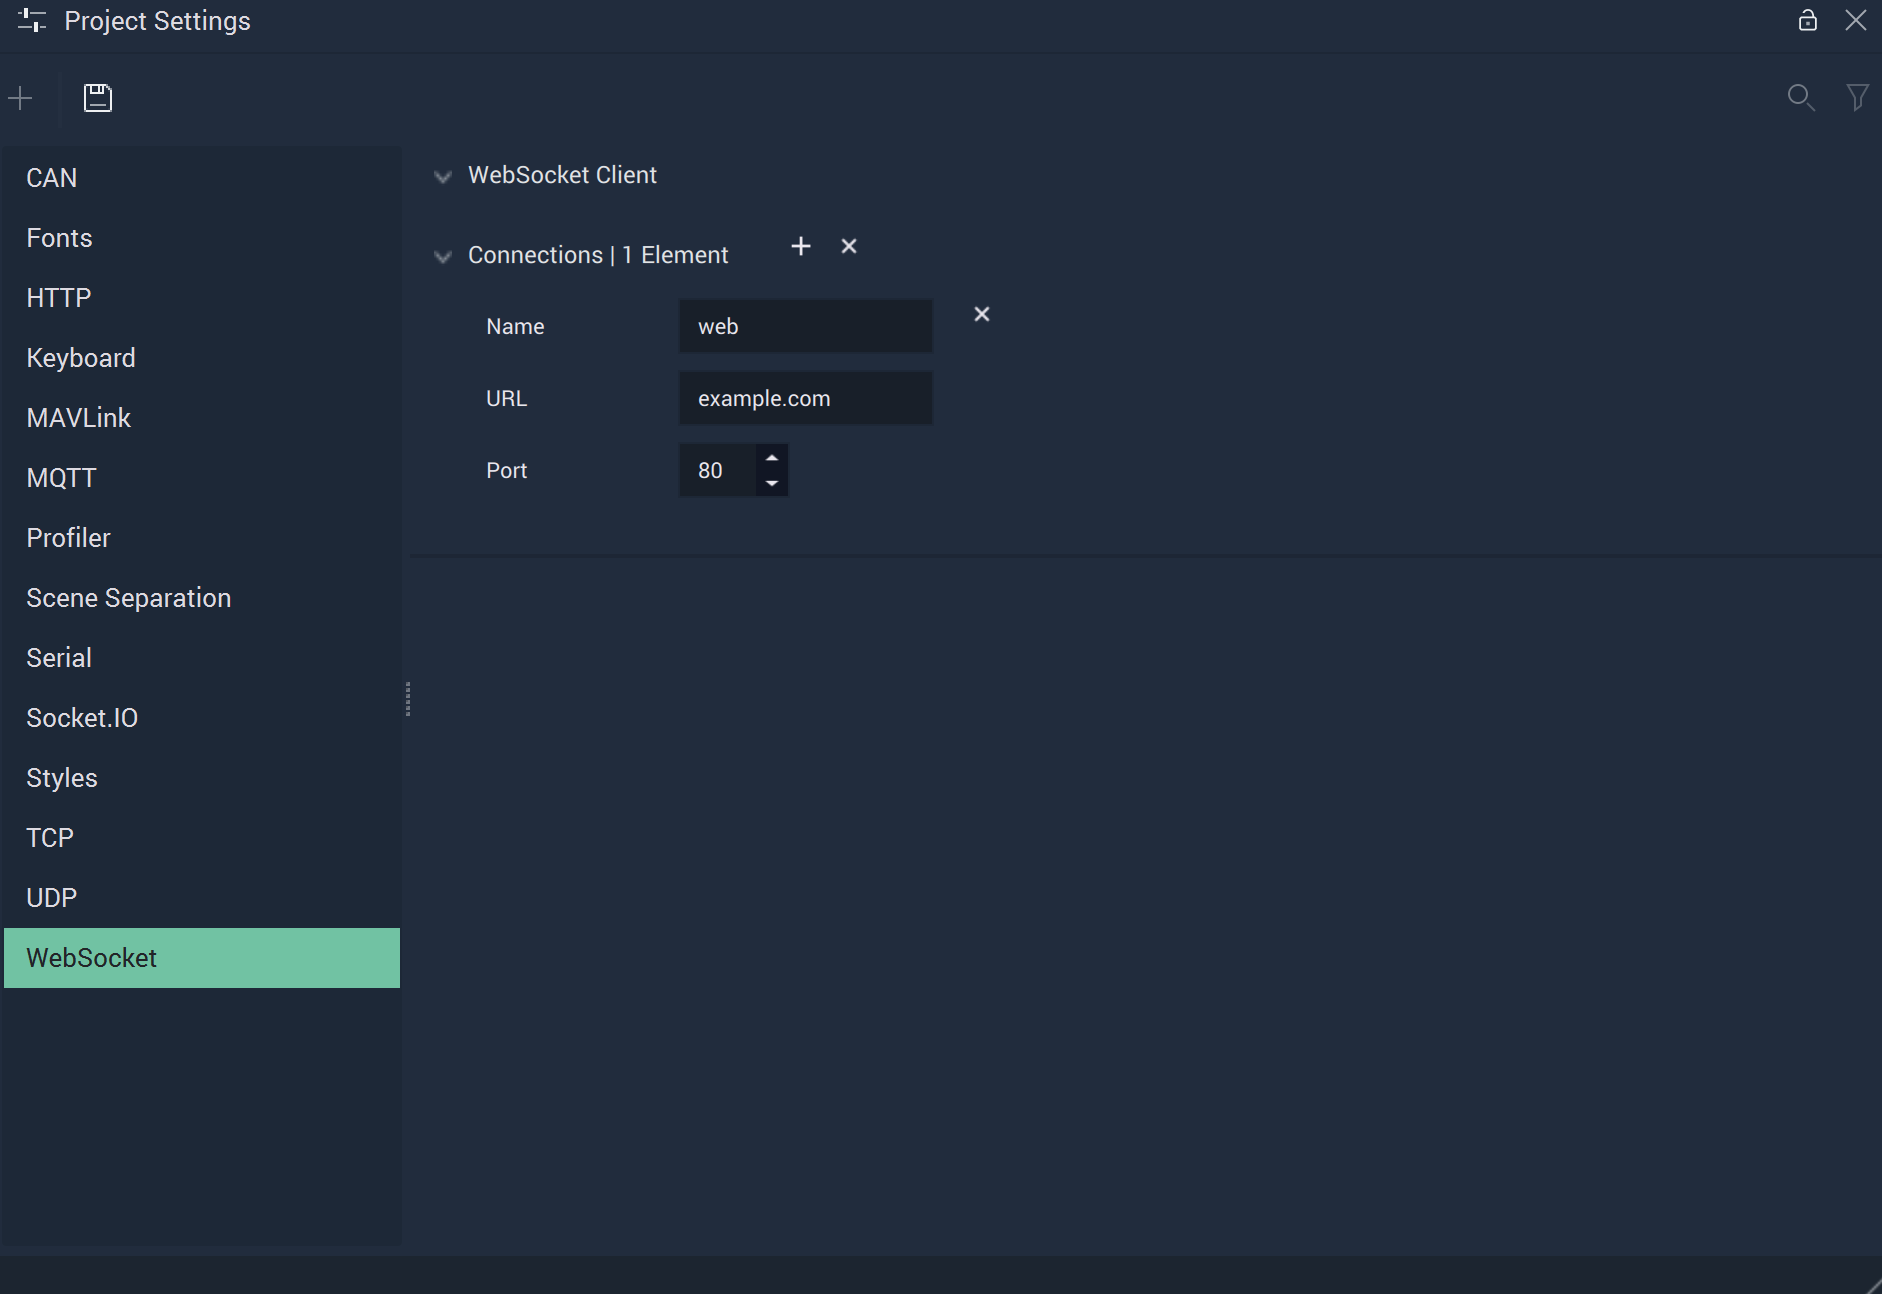 Project Settings
CAN
Fonts
HTTP
Keyboard
MAVLink
MQTT
Profiler
Scene Separation
Serial
Socket.IO
Styles
TCP
UDP
WebSocket
WebSocket Client
Connections | 1 Element
Name web
URL example.com
Port 80